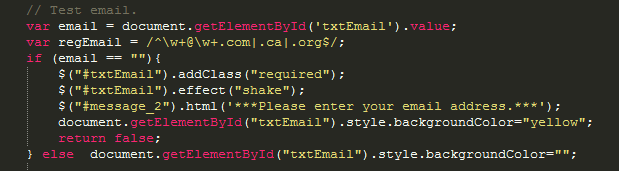 // Test email.
var email = document.getElementById('txtEmail').value;
var regEmail = /^\w+@\w+.com|.ca|.org$/;
if (email == ""){
$("#txtEmail").addClass("required");
$("#txtEmail").effect("shake");
$("#message_2").html('***Please enter your email address.***');
document.getElementById("txtEmail").style.backgroundColor="yellow";
return false;
} else  document.getElementById("txtEmail").style.backgroundColor="";